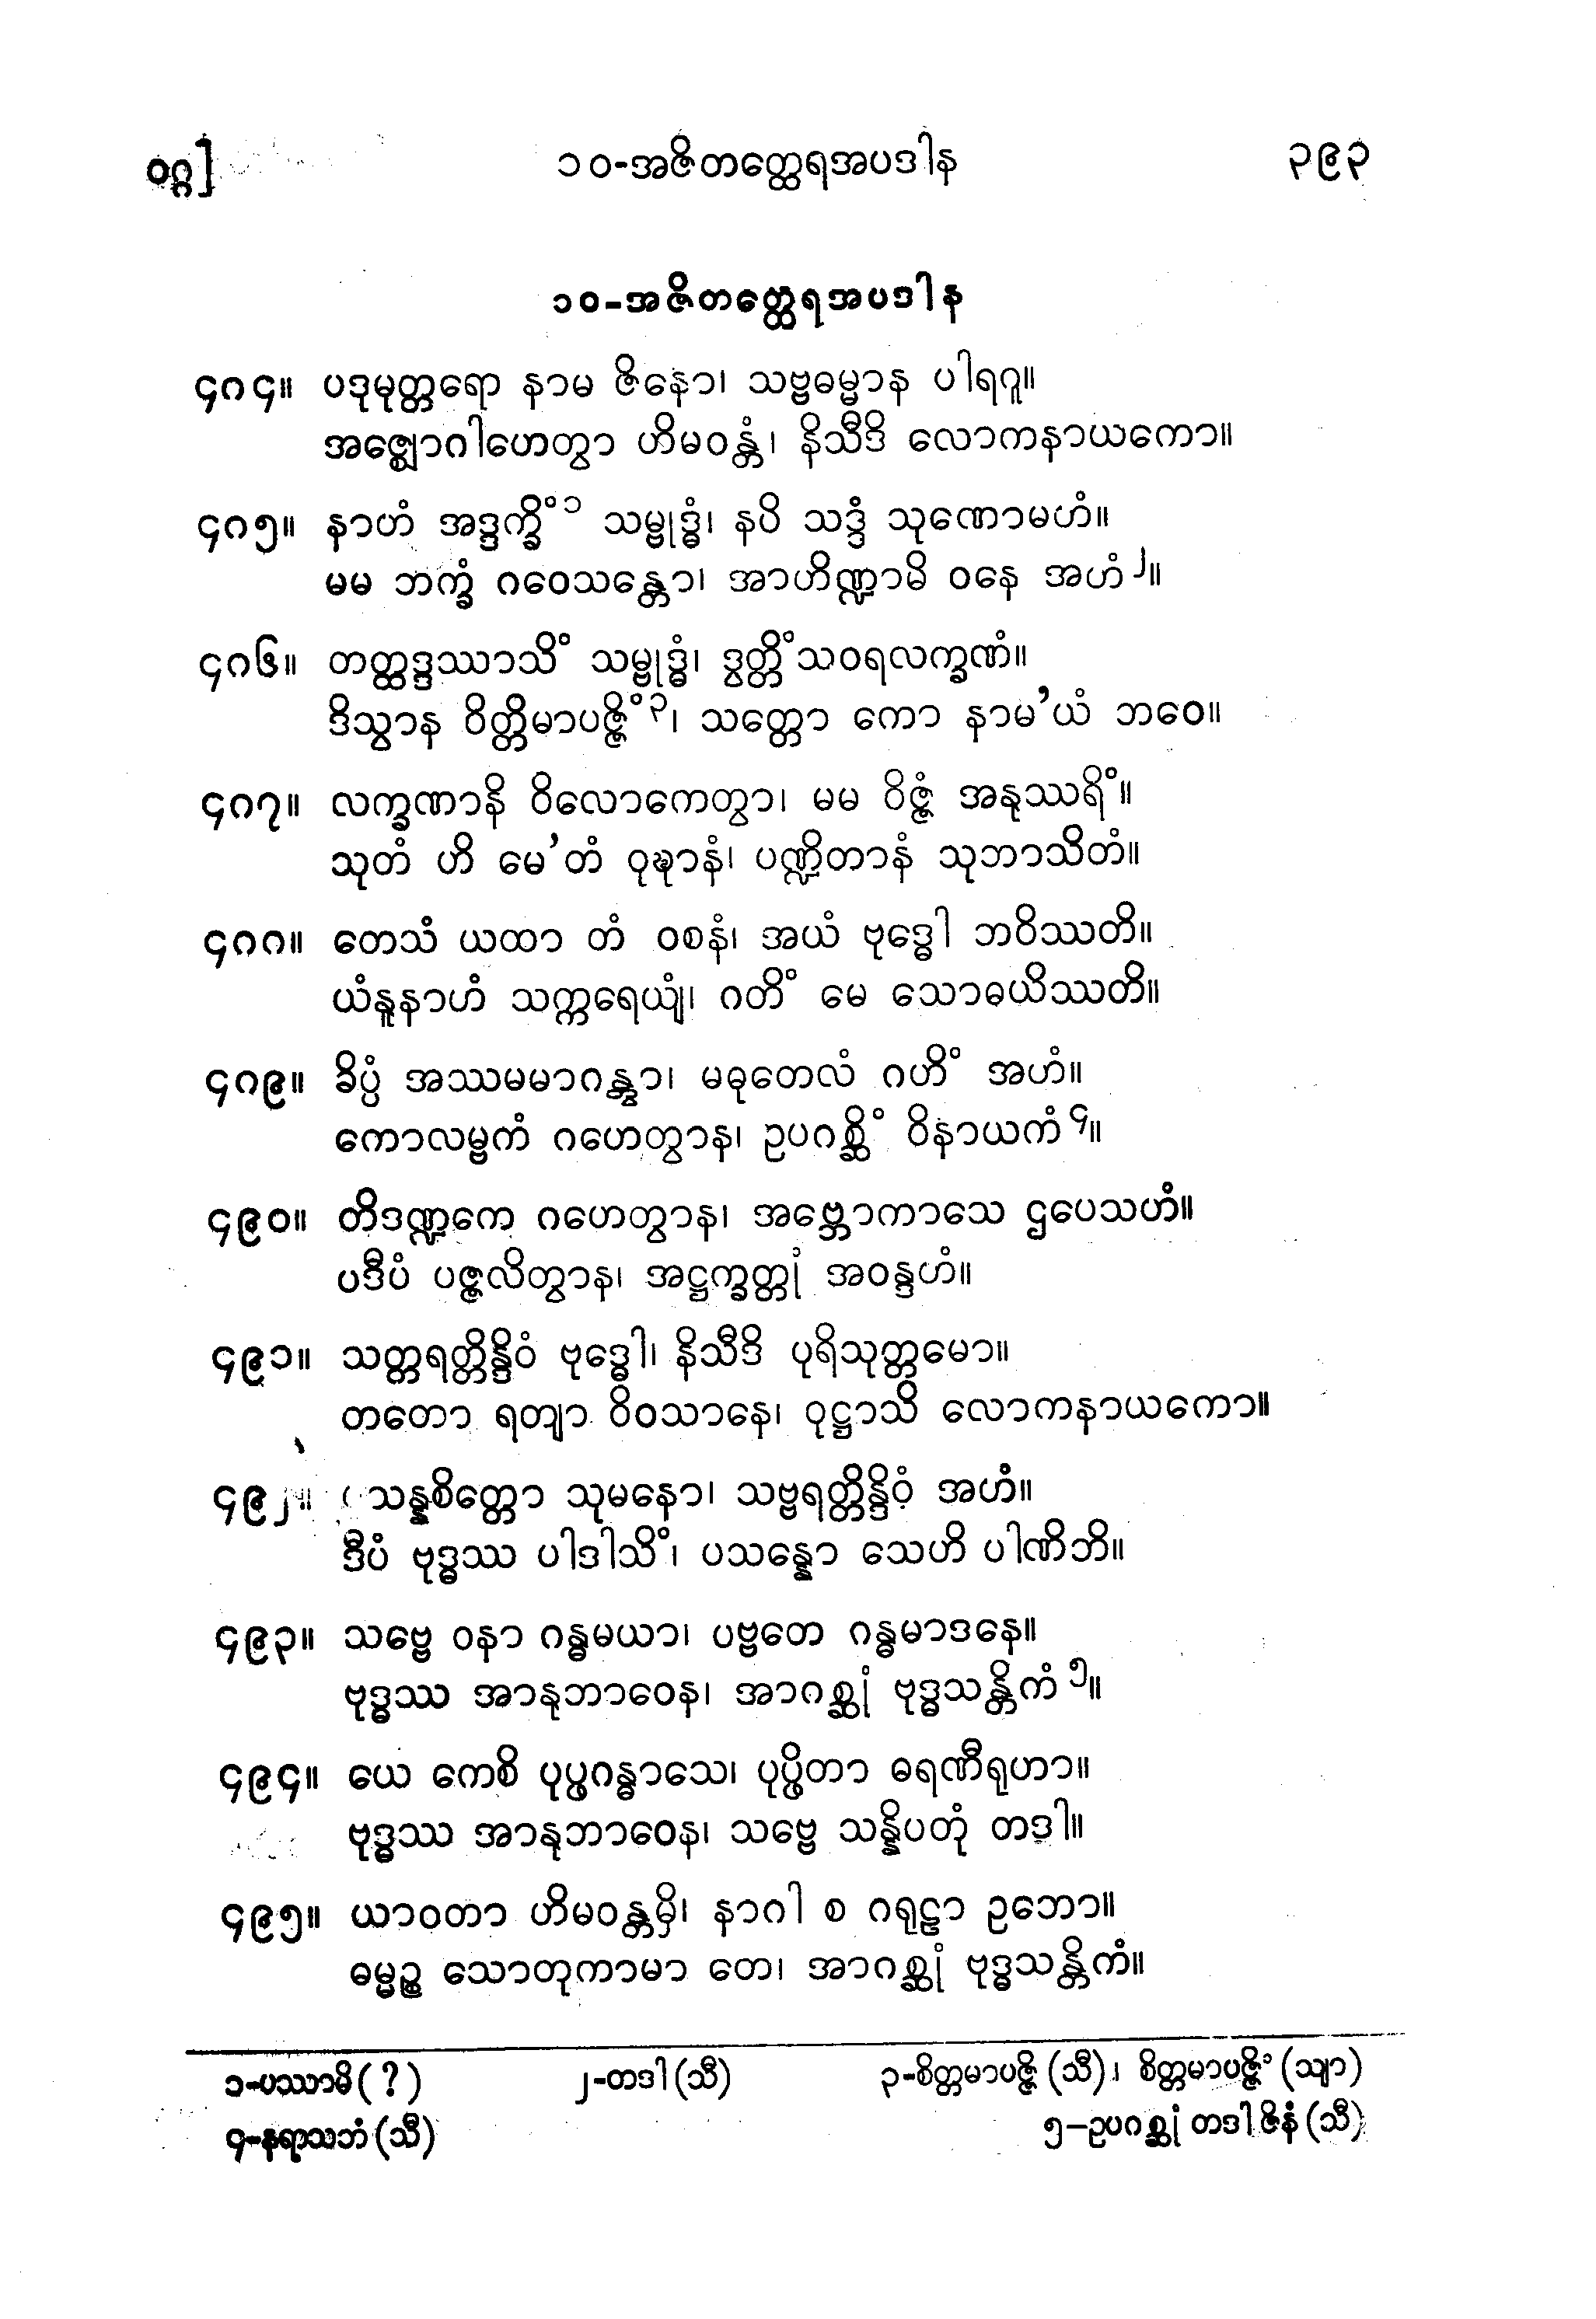 ဝဂ္ဂ] ၁၀-အဇိတတ္ထေရအပဒါန ၃၉၃
၁၀-အဇိတတ္ထေရအပဒါန
၄၈၄။ ပဒုမုတ္တရော နာမ ဇိနော၊ သဗ္ဗဓမ္မာန ပါရဂူ။
အဇ္ဈောဂါဟေတွာ ဟိမဝန္တံ၊ နိသီဒိ လောကနာယကော။
၄၈၅။ နာဟံ အဒ္ဒက္ခိံ ၁ သမ္ဗုဒ္ဓံ၊ နပိ သဒ္ဒံ သုဏောမဟံ။
မမ ဘက္ခံ ဂဝေသန္တော၊ အာဟိဏ္ဍာမိ ဝနေ အဟံ ၂။
၄၈၆။ တတ္ထဒ္ဒဿာသိံ သမ္ဗုဒ္ဓံ၊ ဒွတ္တိံသဝရလက္ခဏံ။
ဒိသွာန ဝိတ္တိမာပဇ္ဇိံ ၃၊ သတ္တော ကော နာမ’ယံ ဘဝေ။
၄၈၇။ လက္ခဏာနိ ဝိလောကေတွာ၊ မမ ဝိဇ္ဇံ အနုဿရိံ။
သုတံ ဟိ မေ’တံ ဝုဍ္ဎာနံ၊ ပဏ္ဍိတာနံ သုဘာသိတံ။
၄၈၈။ တေသံ ယထာ တံ ဝစနံ၊ အယံ ဗုဒ္ဓေါ ဘဝိဿတိ။
ယံနူနာဟံ သက္ကရေယျံ၊ ဂတိံ မေ သောဓယိဿတိ။
၄၈၉။ ခိပ္ပံ အဿမမာဂန္တွာ၊ မဓုတေလံ ဂဟိံ အဟံ။
ကောလမ္ဗကံ ဂဟေတွာန၊ ဥပဂစ္ဆိံ ဝိနာယကံ ၄။
၄၉၀။ တိဒဏ္ဍကေ ဂဟေတွာန၊ အဗ္ဘောကာသေ ဌပေသဟံ။
ပဒီပံ ပဇ္ဇလိတွာန၊ အဋ္ဌက္ခတ္တုံ အဝန္ဒဟံ။
၄၉၁။ သတ္တရတ္တိန္ဒိဝံ ဗုဒ္ဓေါ၊ နိသီဒိ ပုရိသုတ္တမော။
တတော ရတျာ ဝိဝသာနေ၊ ဝုဋ္ဌာသိ လောကနာယကော။
၄၉၂။ သန္နစိတ္တော သုမနော၊ သဗ္ဗရတ္တိန္ဒိဝံ အဟံ။
ဒီပံ ဗုဒ္ဓဿ ပါဒါသိံ၊ ပသန္နော သေဟိ ပါဏိဘိ။
၄၉၃။ သဗ္ဗေ ဝနာ ဂန္ဓမယာ၊ ပဗ္ဗတေ ဂန္ဓမာဒနေ။
ဗုဒ္ဓဿ အာနုဘာဝေန၊ အာဂစ္ဆုံ ဗုဒ္ဓသန္တိကံ ၅။
၄၉၄။ ယေ ကေစိ ပုပ္ဖဂန္ဓာသေ၊ ပုပ္ဖိတာ ဓရဏီရုဟာ။
ဗုဒ္ဓဿ အာနုဘာဝေန၊ သဗ္ဗေ သန္နိပတုံ တဒါ။
၄၉၅။ ယာဝတာ ဟိမဝန္တမှိ၊ နာဂါ စ ဂရုဠာ ဥဘော။
ဓမ္မဉ္စ သောတုကာမာ တေ၊ အာဂစ္ဆုံ ဗုဒ္ဓသန္တိကံ။
၁-ပဿာမိ (?) ၂-တဒါ (သီ) ၃-စိတ္တမာပဇ္ဇိ (သီ)၊ စိတ္တမာပဇ္ဇိံ (သျာ)
၄-နရာသဘံ (သီ) ၅-ဥပဂစ္ဆုံ တဒါ ဇိနံ (သီ)